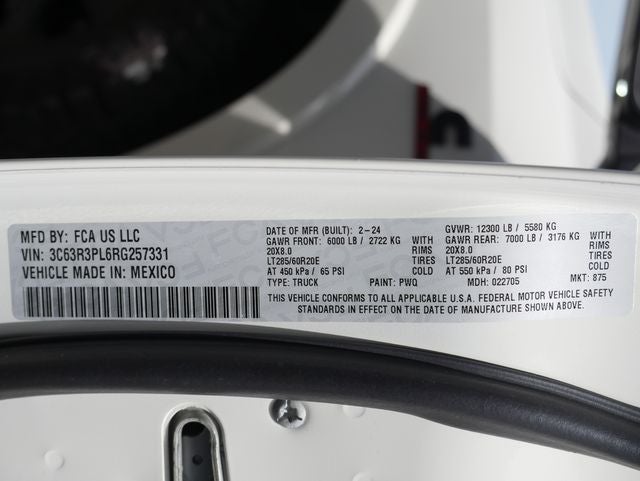 MFD BY: FCA US LLC
VIN: 3C63R3PL6RG257331
VEHICLE MADE IN: MEXICO
DATE OF MFR (BUILT): 2-24
GAWR FRONT: 6000 LB / 2722 KG
WITH
20X8.0
RIMS
LT285/60R20E
TIRES
AT 450 kPa / 65 PSI
COLD
TYPE: TRUCK
PAINT: PWQ
GVWR: 12300 LB / 5580 KG
GAWR REAR: 7000 LB / 3176 KG
WITH
20X8.0
RIMS
LT285/60R20E
TIRES
AT 550 kPa / 80 PSI
COLD
MDH: 022705
MKT: 875
THIS VEHICLE CONFORMS TO ALL APPLICABLE U.S.A. FEDERAL MOTOR VEHICLE SAFETY
STANDARDS IN EFFECT ON THE DATE OF MANUFACTURE SHOWN ABOVE.